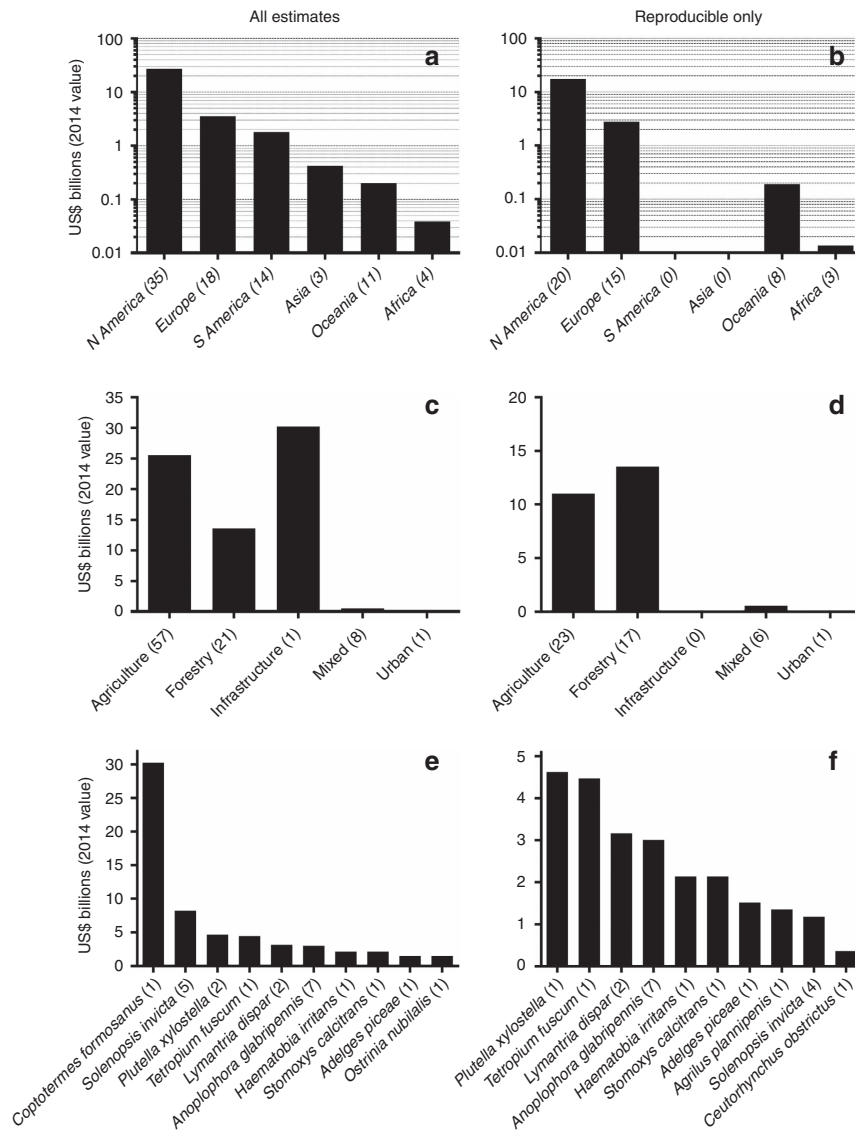 All estimates
Reproducible only
US$ billions (2014 value)
100
10
1
0.1
0.01
a
N America (35)
Europe (18)
S America (14)
Asia (3)
Oceania (11)
Africa (4)
100
10
1
0.1
0.01
b
N America (20)
Europe (15)
S America (0)
Asia (0)
Oceania (8)
Africa (3)
US$ billions (2014 value)
35
30
25
20
15
10
5
0
c
Agriculture (57)
Forestry (21)
Infrastructure (1)
Mixed (8)
Urban (1)
20
15
10
5
0
d
Agriculture (23)
Forestry (17)
Infrastructure (0)
Mixed (6)
Urban (1)
US$ billions (2014 value)
30
25
20
15
10
5
0
e
Coptotermes formosanus (1)
Solenopsis invicta (5)
Plutella xylostella (2)
Tetropium fuscum (1)
Lymantria dispar (2)
Anoplophora glabripennis (7)
Haematobia irritans (1)
Stomoxys calcitrans (1)
Adelges piceae (1)
Ostrinia nubilalis (1)
5
4
3
2
1
0
f
Plutella xylostella (1)
Tetropium fuscum (1)
Lymantria dispar (2)
Anoplophora glabripennis (7)
Haematobia irritans (1)
Stomoxys calcitrans (1)
Adelges piceae (1)
Agrilus plannipenis (1)
Solenopsis invicta (4)
Ceutorhynchus obstrictus (1)